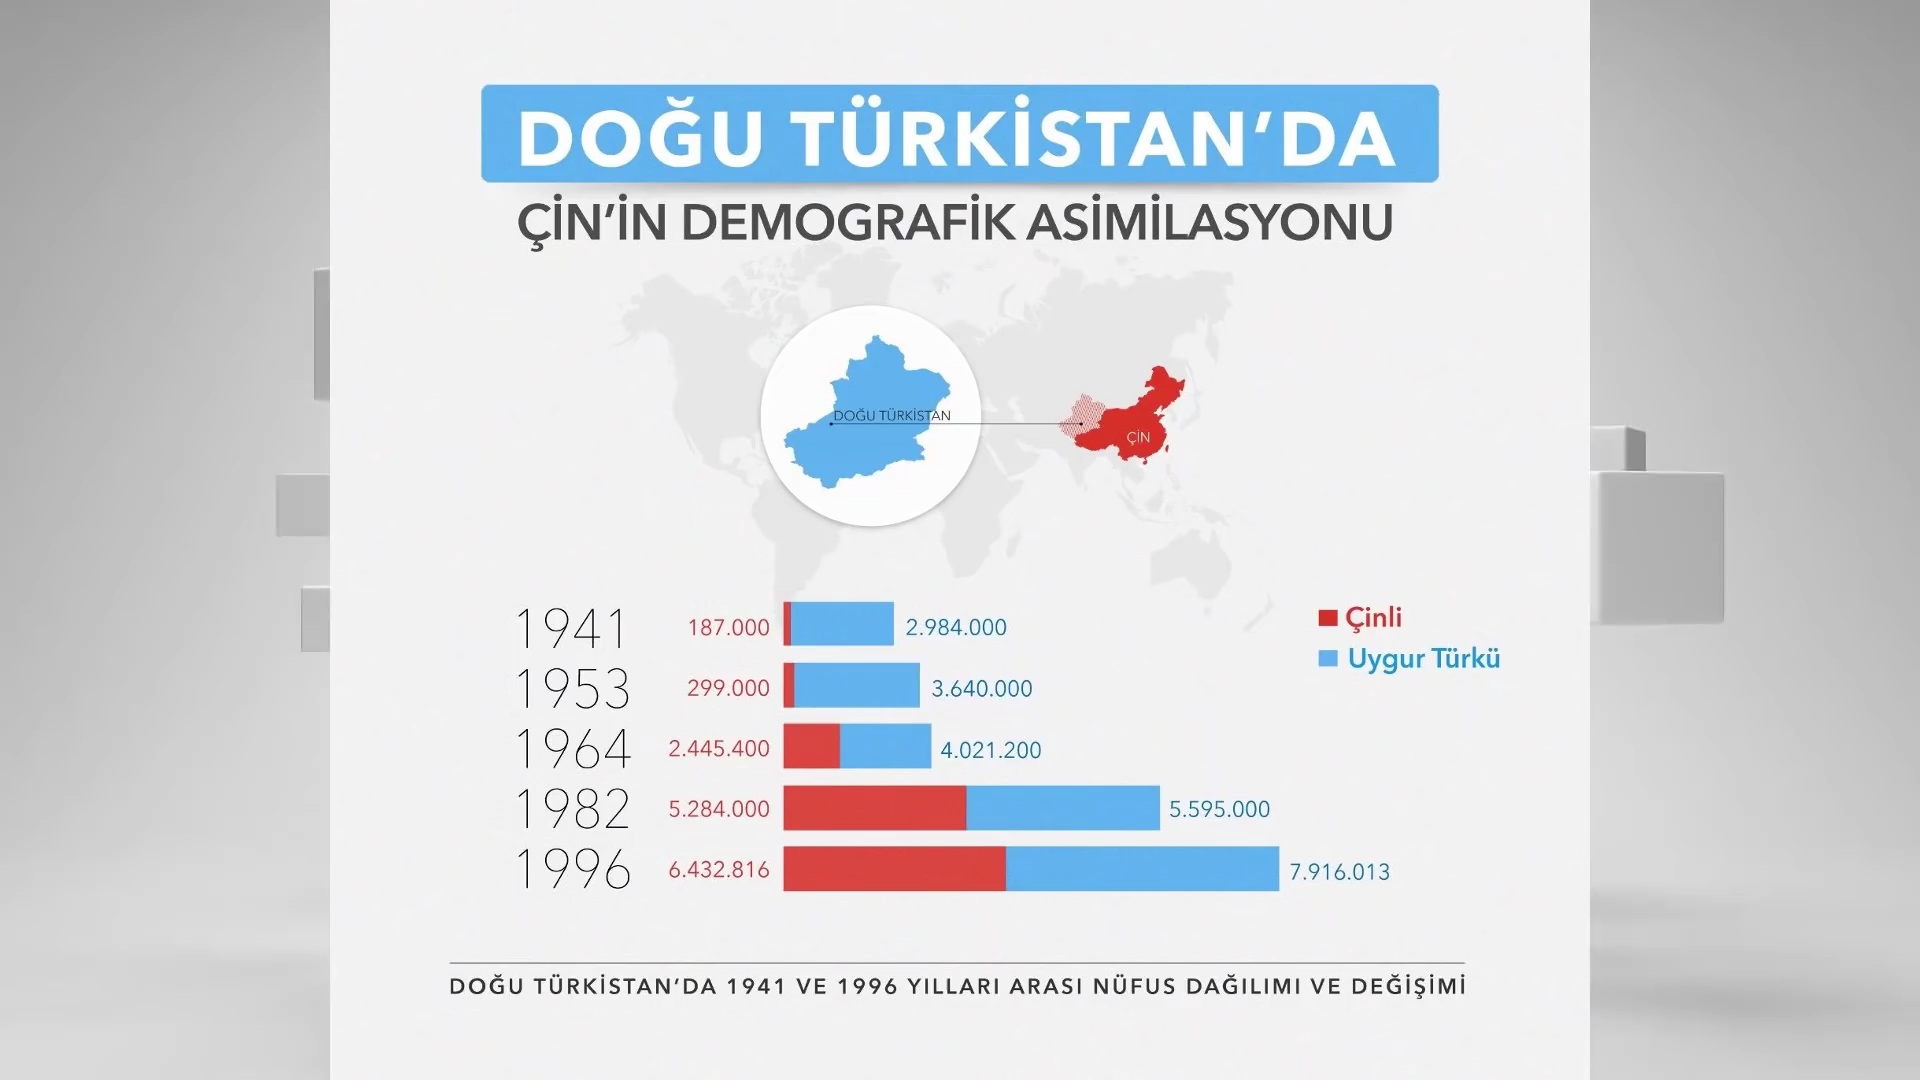 DOĞU TÜRKİSTAN’DA
ÇİN’İN DEMOGRAFİK ASİMİLASYONU
DOĞU TÜRKİSTAN
ÇİN
1941 187.000 2.984.000
1953 299.000 3.640.000
1964 2.445.400 4.021.200
1982 5.284.000 5.595.000
1996 6.432.816 7.916.013
Çinli
Uygur Türkü
DOĞU TÜRKİSTAN’DA 1941 VE 1996 YILLARI ARASI NÜFUS DAĞILIMI VE DEĞİŞİMİ